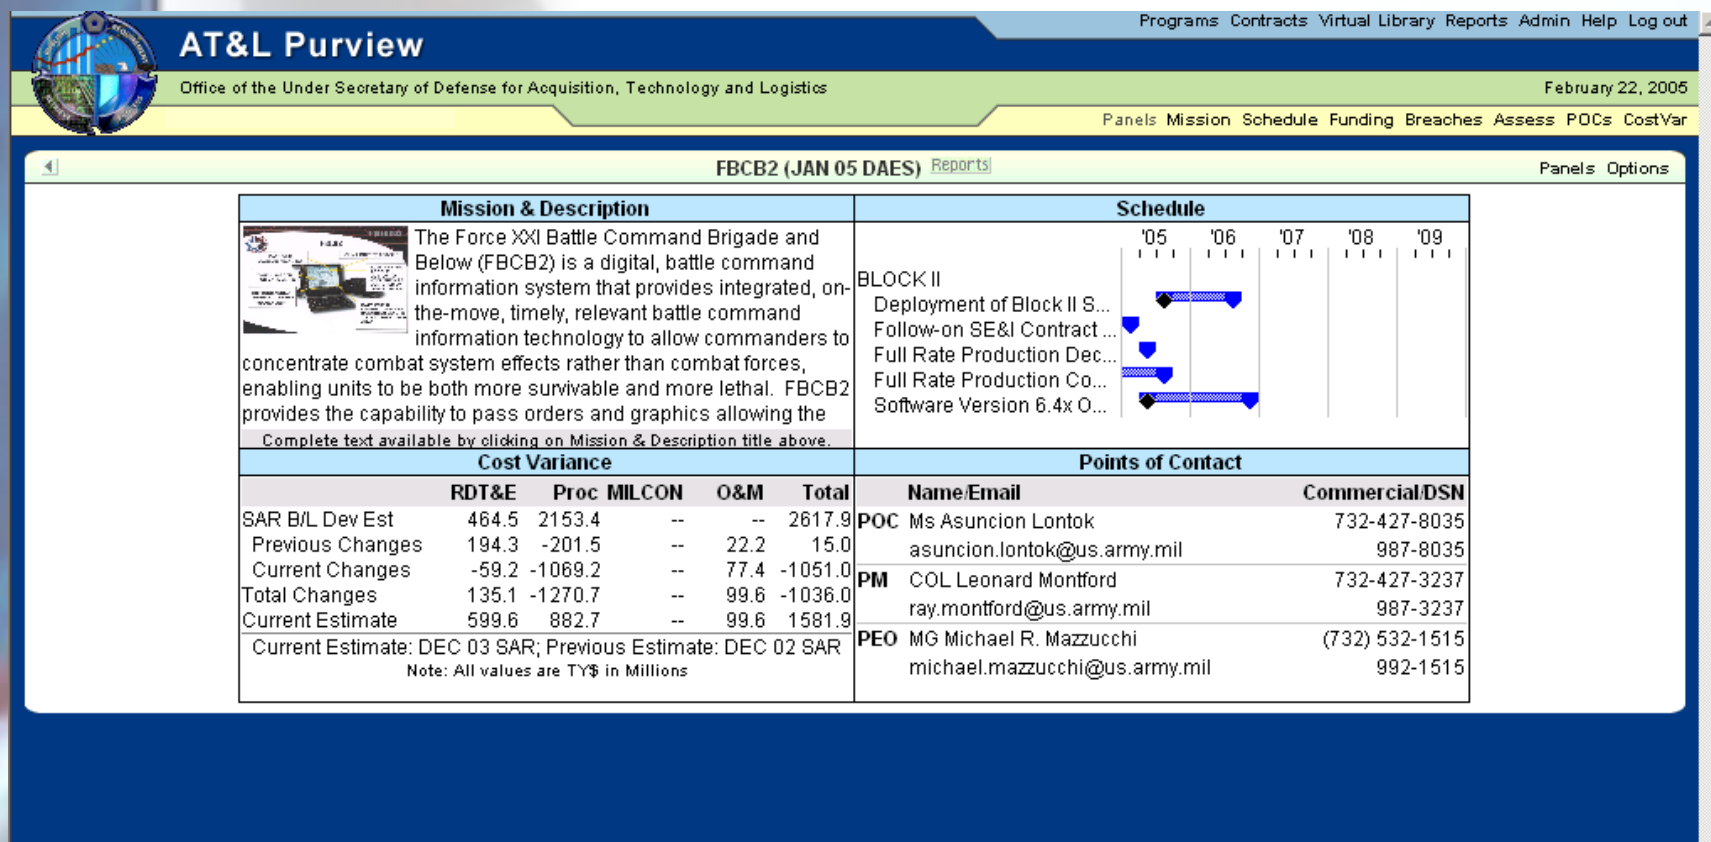 Programs Contracts Virtual Library Reports Admin Help Log out
AT&L Purview
Office of the Under Secretary of Defense for Acquisition, Technology and Logistics
February 22, 2005
Panels Mission Schedule Funding Breaches Assess POCs CostVar
FBCB2 (JAN 05 DAES) Reports
Panels Options
Mission & Description
The Force XXI Battle Command Brigade and
Below (FBCB2) is a digital, battle command
information system that provides integrated, on-
the-move, timely, relevant battle command
information technology to allow commanders to
concentrate combat system effects rather than combat forces,
enabling units to be both more survivable and more lethal. FBCB2
provides the capability to pass orders and graphics allowing the
Complete text available by clicking on Mission & Description title above.
Schedule
'05 '06 '07 '08 '09
BLOCK II
Deployment of Block II S...
Follow-on SE&I Contract ...
Full Rate Production Dec...
Full Rate Production Co...
Software Version 6.4x O...
Cost Variance
RDT&E Proc MILCON O&M Total
SAR B/L Dev Est 464.5 2153.4 -- -- 2617.9
Previous Changes 194.3 -201.5 -- 22.2 15.0
Current Changes -59.2 -1069.2 -- 77.4 -1051.0
Total Changes 135.1 -1270.7 -- 99.6 -1036.0
Current Estimate 599.6 882.7 -- 99.6 1581.9
Current Estimate: DEC 03 SAR; Previous Estimate: DEC 02 SAR
Note: All values are TY$ in Millions
Points of Contact
Name/Email Commercial/DSN
POC Ms Asuncion Lontok 732-427-8035
asuncion.lontok@us.army.mil 987-8035
PM COL Leonard Montford 732-427-3237
ray.montford@us.army.mil 987-3237
PEO MG Michael R. Mazzucchi (732) 532-1515
michael.mazzucchi@us.army.mil 992-1515